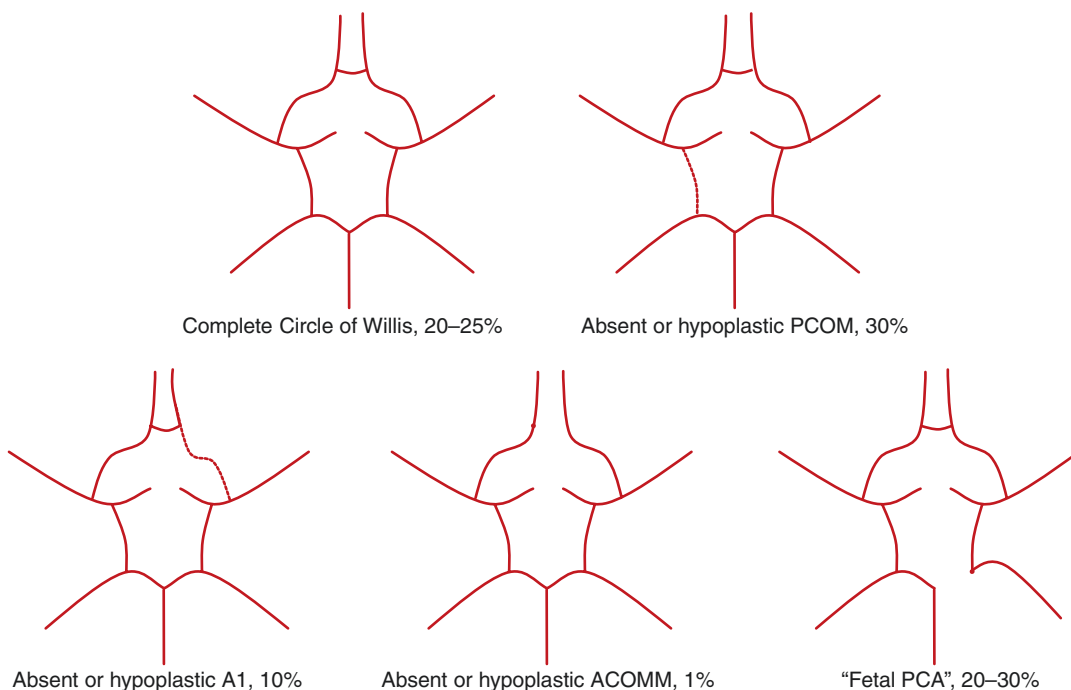 Complete Circle of Willis, 20–25%
Absent or hypoplastic PCOM, 30%
Absent or hypoplastic A1, 10%
Absent or hypoplastic ACOMM, 1%
“Fetal PCA”, 20–30%